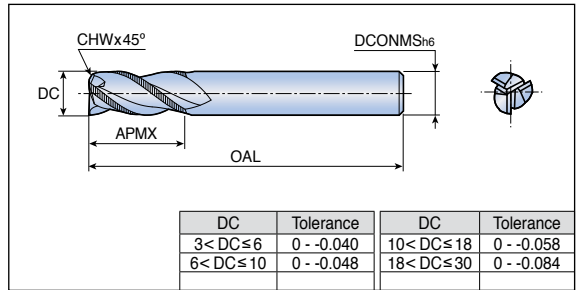 CHWx45°
DCONMSh6
DC
APMX
OAL
DC Tolerance DC Tolerance
3< DC≤6 0 - -0.040 10< DC≤18 0 - -0.058
6< DC≤10 0 - -0.048 18< DC≤30 0 - -0.084